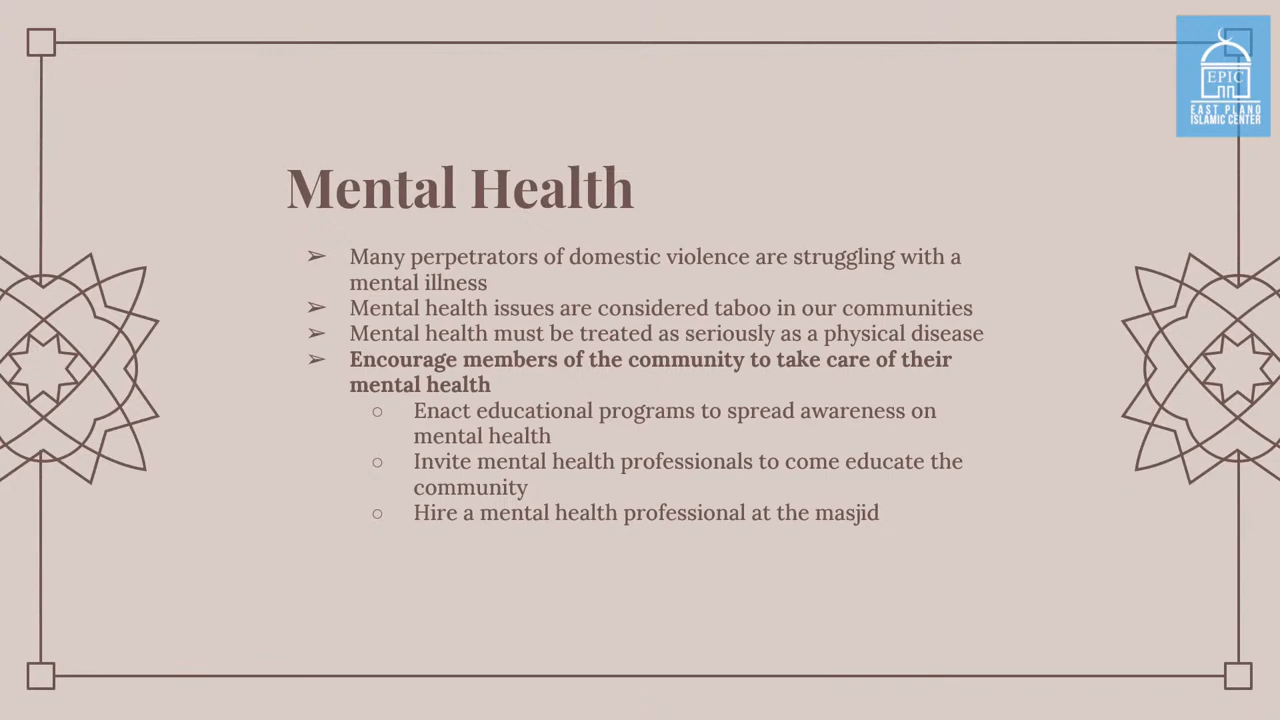 EPIC
EAST PLANO
ISLAMIC CENTER
Mental Health
➢ Many perpetrators of domestic violence are struggling with a
mental illness
➢ Mental health issues are considered taboo in our communities
➢ Mental health must be treated as seriously as a physical disease
➢ Encourage members of the community to take care of their
mental health
○ Enact educational programs to spread awareness on
mental health
○ Invite mental health professionals to come educate the
community
○ Hire a mental health professional at the masjid